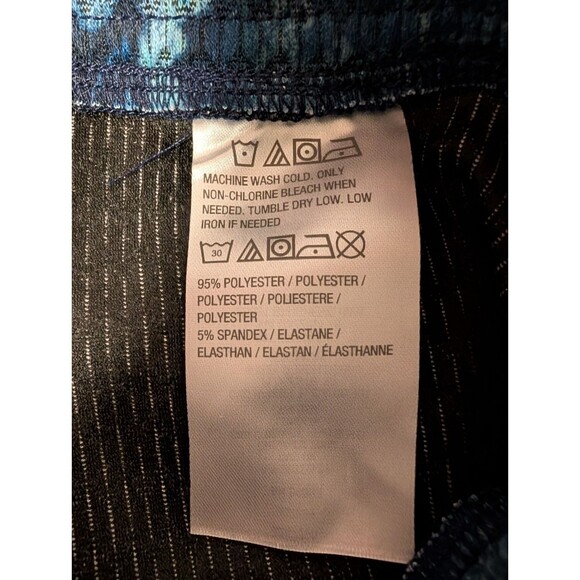 MACHINE WASH COLD. ONLY
NON-CHLORINE BLEACH WHEN
NEEDED. TUMBLE DRY LOW. LOW
IRON IF NEEDED
30
95% POLYESTER / POLYESTER /
POLYESTER / POLIESTERE /
POLYESTER
5% SPANDEX / ELASTANE /
ELASTHAN / ELASTAN / ÉLASTHANNE